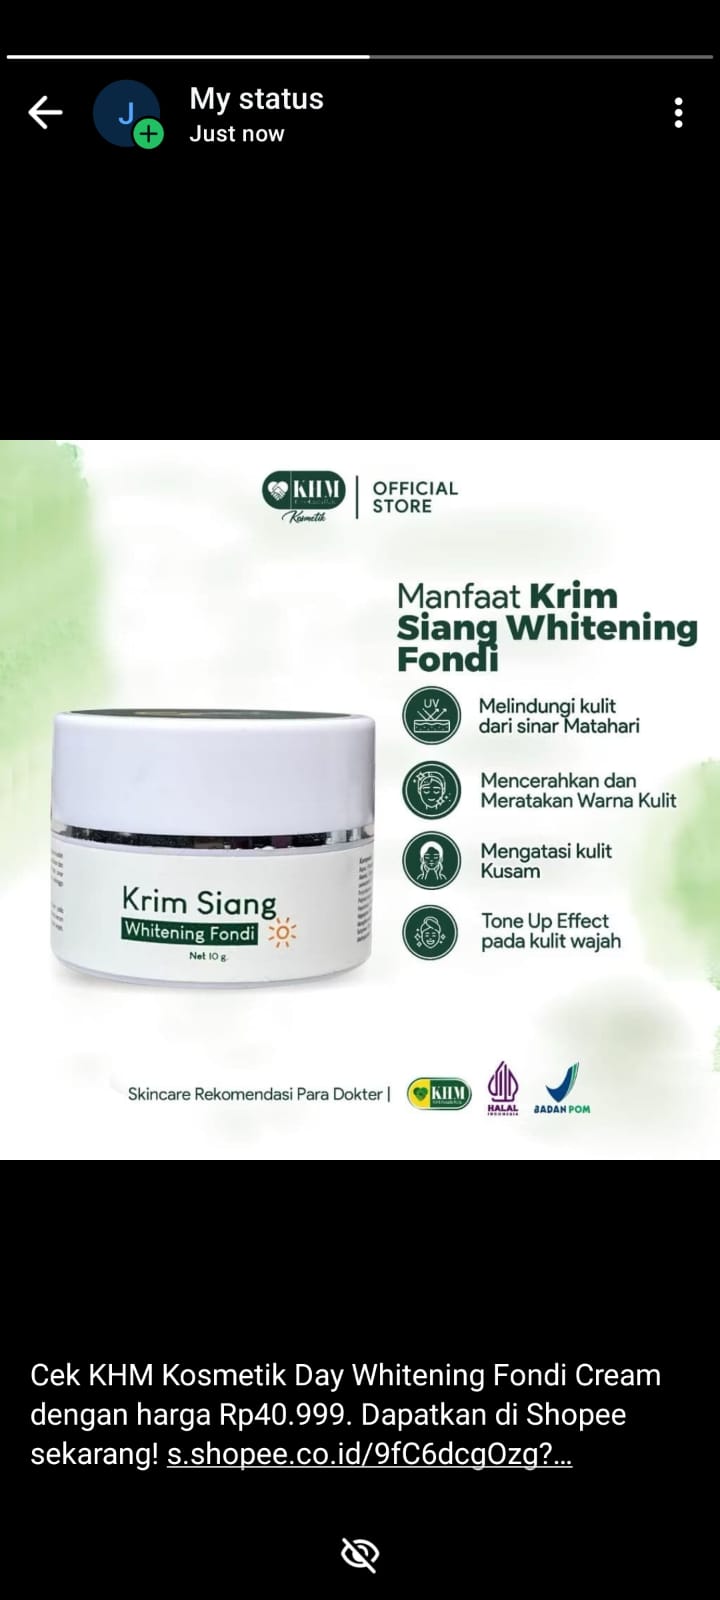 J
My status
Just now
KHM
Kosmetik
OFFICIAL
STORE
Manfaat Krim
Siang Whitening
Fondi
UV
Melindungi kulit
dari sinar Matahari
Mencerahkan dan
Meratakan Warna Kulit
Mengatasi kulit
Kusam
Tone Up Effect
pada kulit wajah
Krim Siang
Whitening Fondi
Net 10 g.
Skincare Rekomendasi Para Dokter |
KHM
HALAL
INDONESIA
BADAN POM
Cek KHM Kosmetik Day Whitening Fondi Cream
dengan harga Rp40.999. Dapatkan di Shopee
sekarang! s.shopee.co.id/9fC6dcgOzg?...